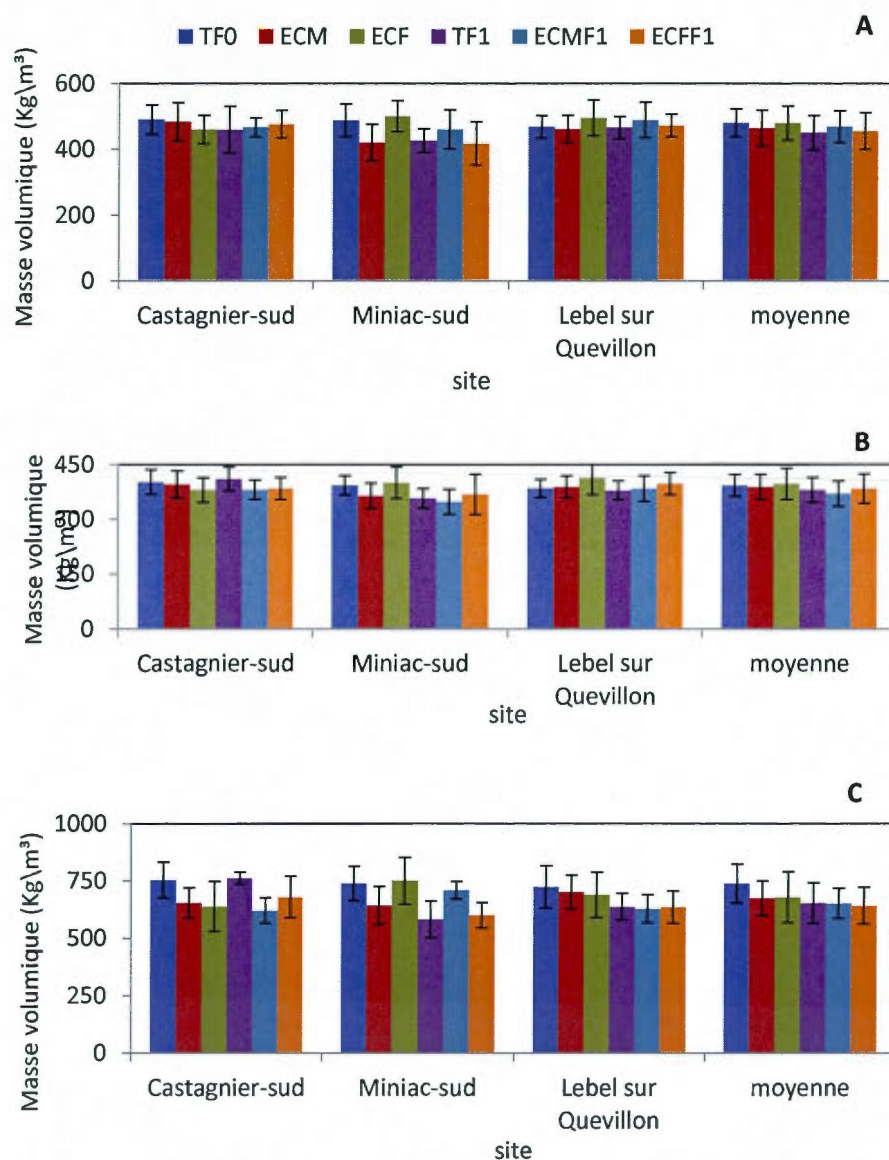 TF0 ECM ECF TF1 ECMF1 ECFF1
A
Masse volumique (Kg\m³)
600
400
200
0
Castagnier-sud Miniac-sud Lebel sur Quevillon moyenne
site
B
Masse volumique
(Kg\m³)
450
300
150
0
Castagnier-sud Miniac-sud Lebel sur Quevillon moyenne
site
C
Masse volumique (Kg\m³)
1000
750
500
250
0
Castagnier-sud Miniac-sud Lebel sur Quevillon moyenne
site